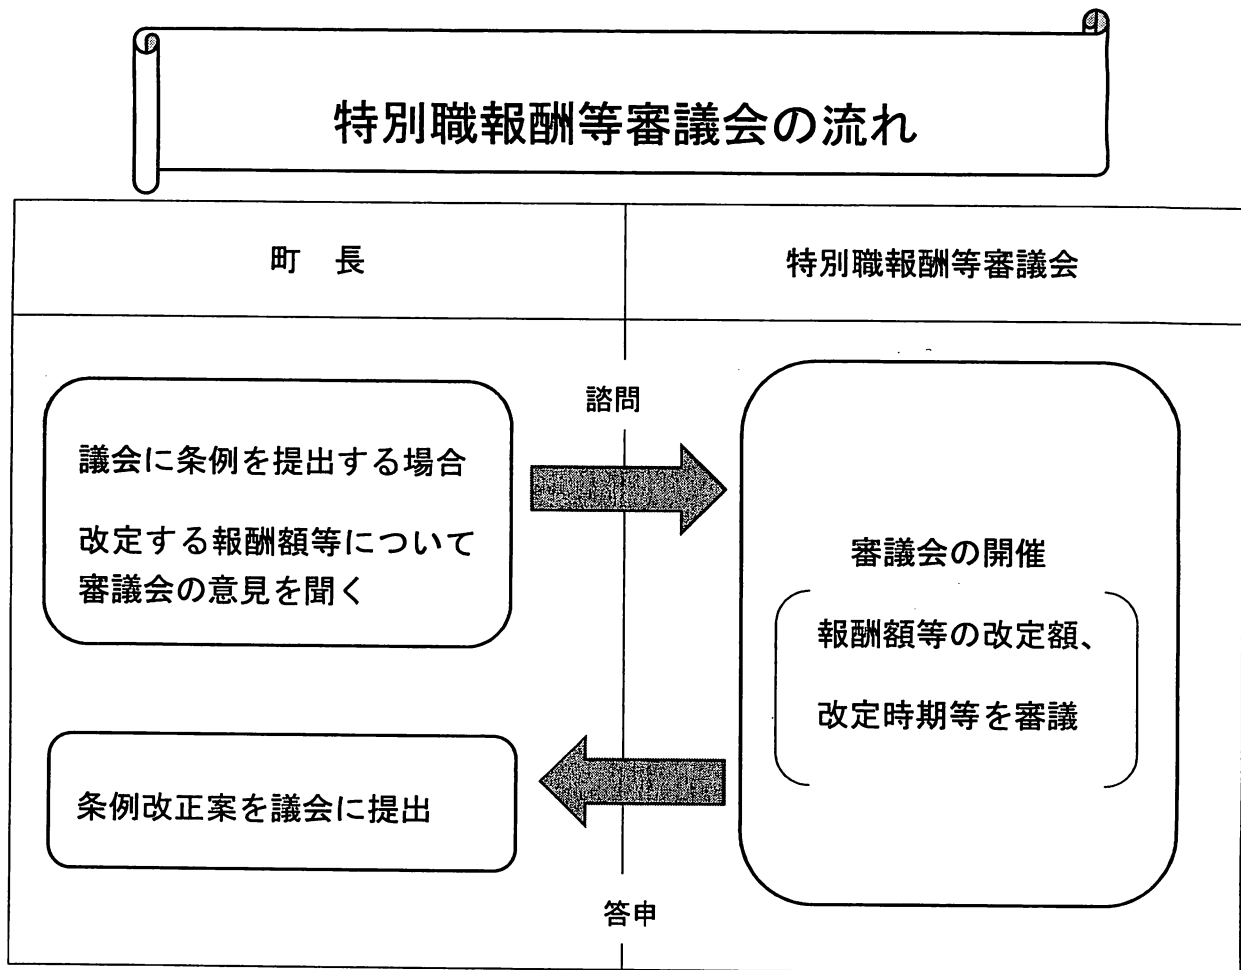 特別職報酬等審議会の流れ
町　長
特別職報酬等審議会
諮問
議会に条例を提出する場合
改定する報酬額等について
審議会の意見を聞く
審議会の開催
報酬額等の改定額、
改定時期等を審議
条例改正案を議会に提出
答申